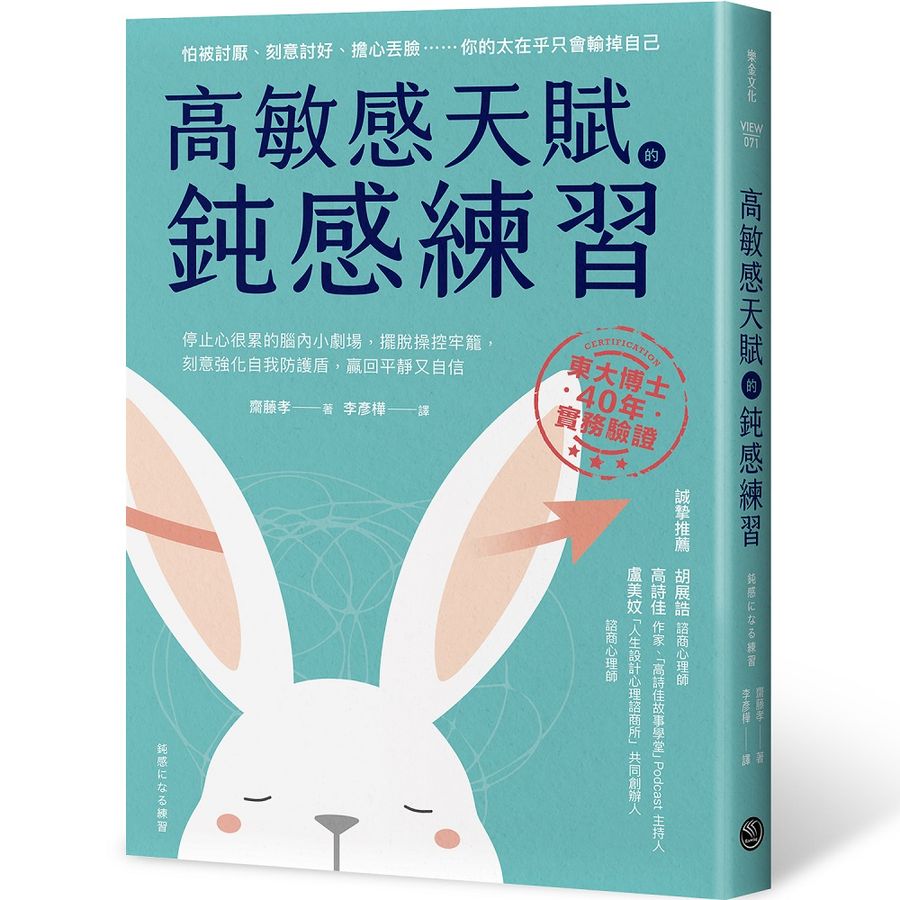 怕被討厭、刻意討好、擔心丟臉⋯⋯你的太在乎只會輸掉自己
高敏感天賦的
鈍感練習
停止心很累的腦內小劇場，擺脫操控牢籠，
刻意強化自我防護盾，贏回平靜又自信
齋藤孝——著 李彥樺——譯
CERTIFICATION
東大博士
·40年·
實務驗證
誠摯推薦
胡展誥 諮商心理師
高詩佳 作家、「高詩佳故事學堂」Podcast 主持人
盧美妏「人生設計心理諮商所」共同創辦人
諮商心理師
鈍感になる練習
樂金文化
VIEW
071
高敏感天賦的鈍感練習
鈍感になる練習
齋藤孝——著
李彥樺——譯